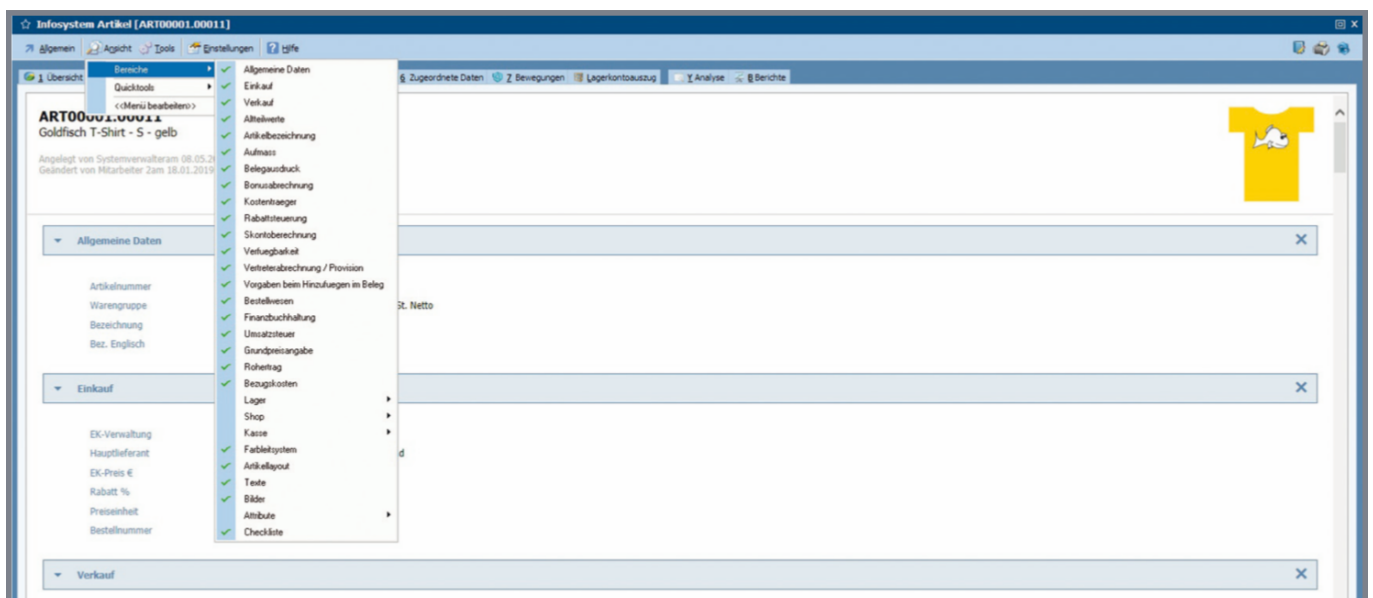 Infosystem Artikel [ART00001.00011]
Allgemein Ansicht Tools Einstellungen Hilfe
1 Übersicht 6 Zugeordnete Daten 7 Bewegungen Lagerkontoauszug Y Analyse 8 Berichte
Bereiche
Quicktools
<<Menü bearbeiten>>
Allgemeine Daten
Einkauf
Verkauf
Altteilwerte
Artikelbezeichnung
Aufmass
Belegausdruck
Bonusabrechnung
Kostentraeger
Rabattsteuerung
Skontoberechnung
Verfuegbarkeit
Vertreterabrechnung / Provision
Vorgaben beim Hinzufuegen im Beleg
Bestellwesen
Finanzbuchhaltung
Umsatzsteuer
Grundpreisangabe
Rohertrag
Bezugskosten
Lager
Shop
Kasse
Farbleitsystem
Artikellayout
Texte
Bilder
Attribute
Checkliste
ART00001.00011
Goldfisch T-Shirt - S - gelb
Angelegt von Systemverwalteram 08.05.2
Geändert von Mitarbeiter 2am 18.01.2019
Allgemeine Daten
Artikelnummer
Warengruppe St. Netto
Bezeichnung
Bez. Englisch
Einkauf
EK-Verwaltung
Hauptlieferant d
EK-Preis €
Rabatt %
Preiseinheit
Bestellnummer
Verkauf